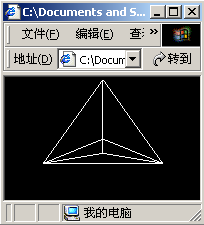 C:\Documents and S...
文件(F) 编辑(E) 查 »
地址(D) C:\Docum 转到
我的电脑